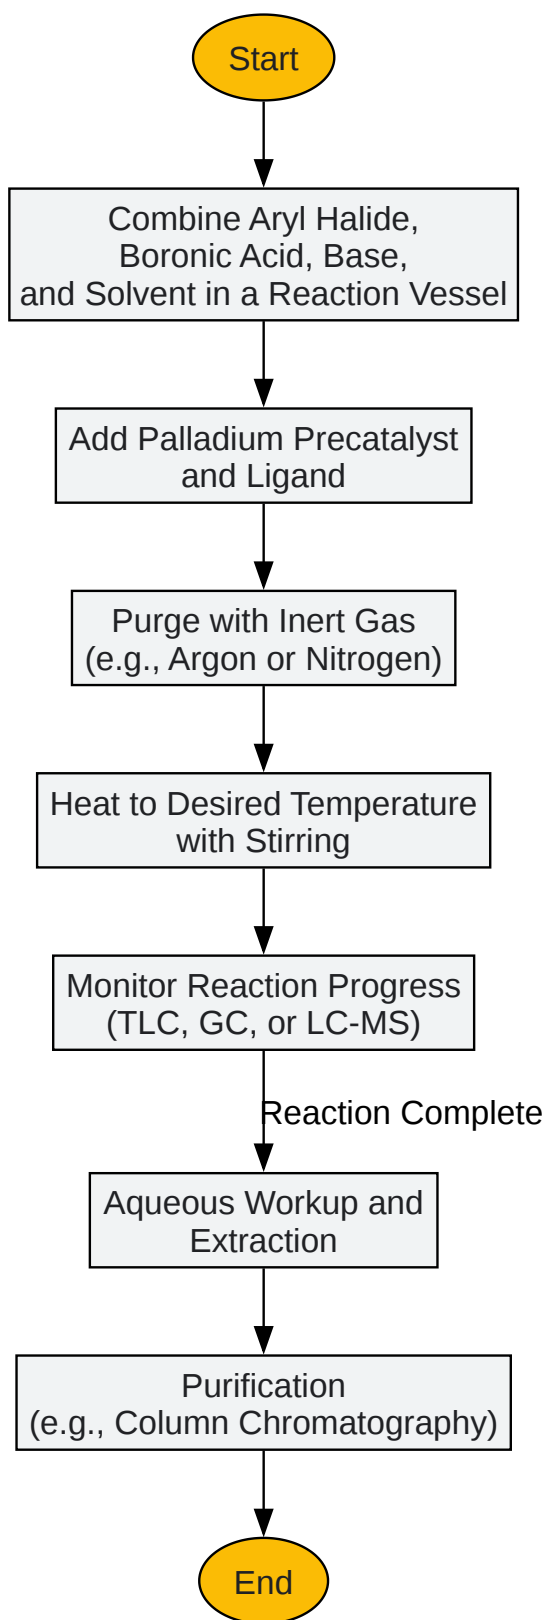 Start
Combine Aryl Halide,
Boronic Acid, Base,
and Solvent in a Reaction Vessel
Add Palladium Precatalyst
and Ligand
Purge with Inert Gas
(e.g., Argon or Nitrogen)
Heat to Desired Temperature
with Stirring
Monitor Reaction Progress
(TLC, GC, or LC-MS)
Reaction Complete
Aqueous Workup and
Extraction
Purification
(e.g., Column Chromatography)
End